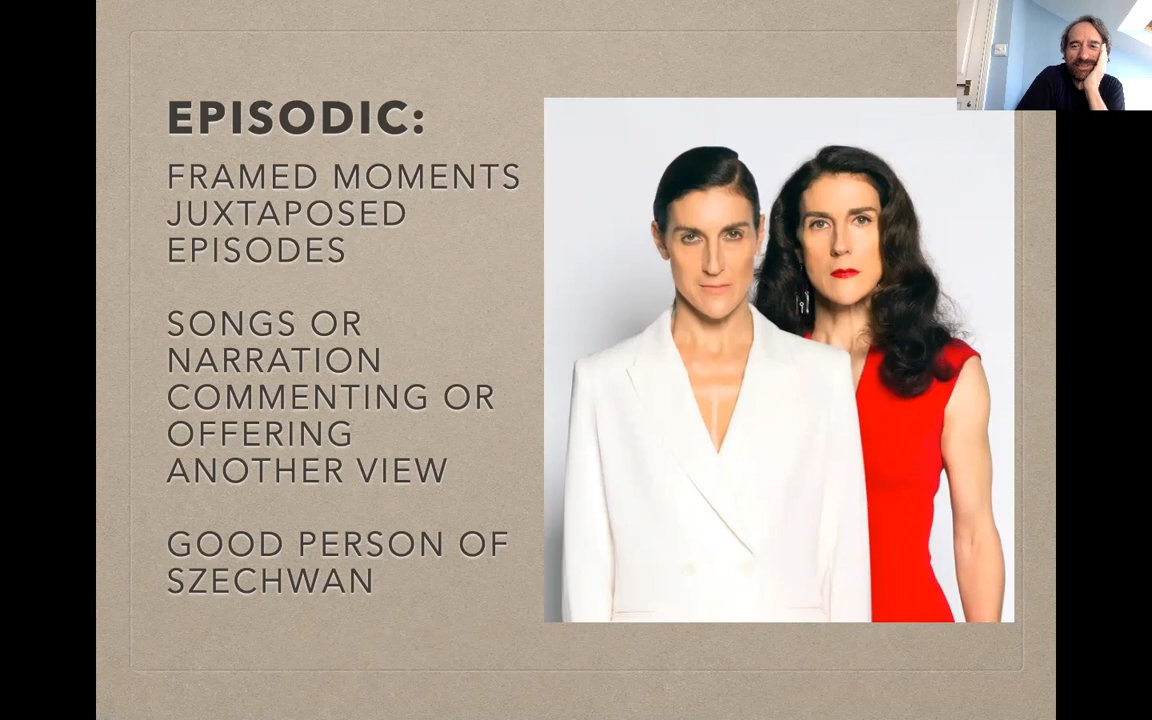 EPISODIC:
FRAMED MOMENTS
JUXTAPOSED
EPISODES
SONGS OR
NARRATION
COMMENTING OR
OFFERING
ANOTHER VIEW
GOOD PERSON OF
SZECHWAN